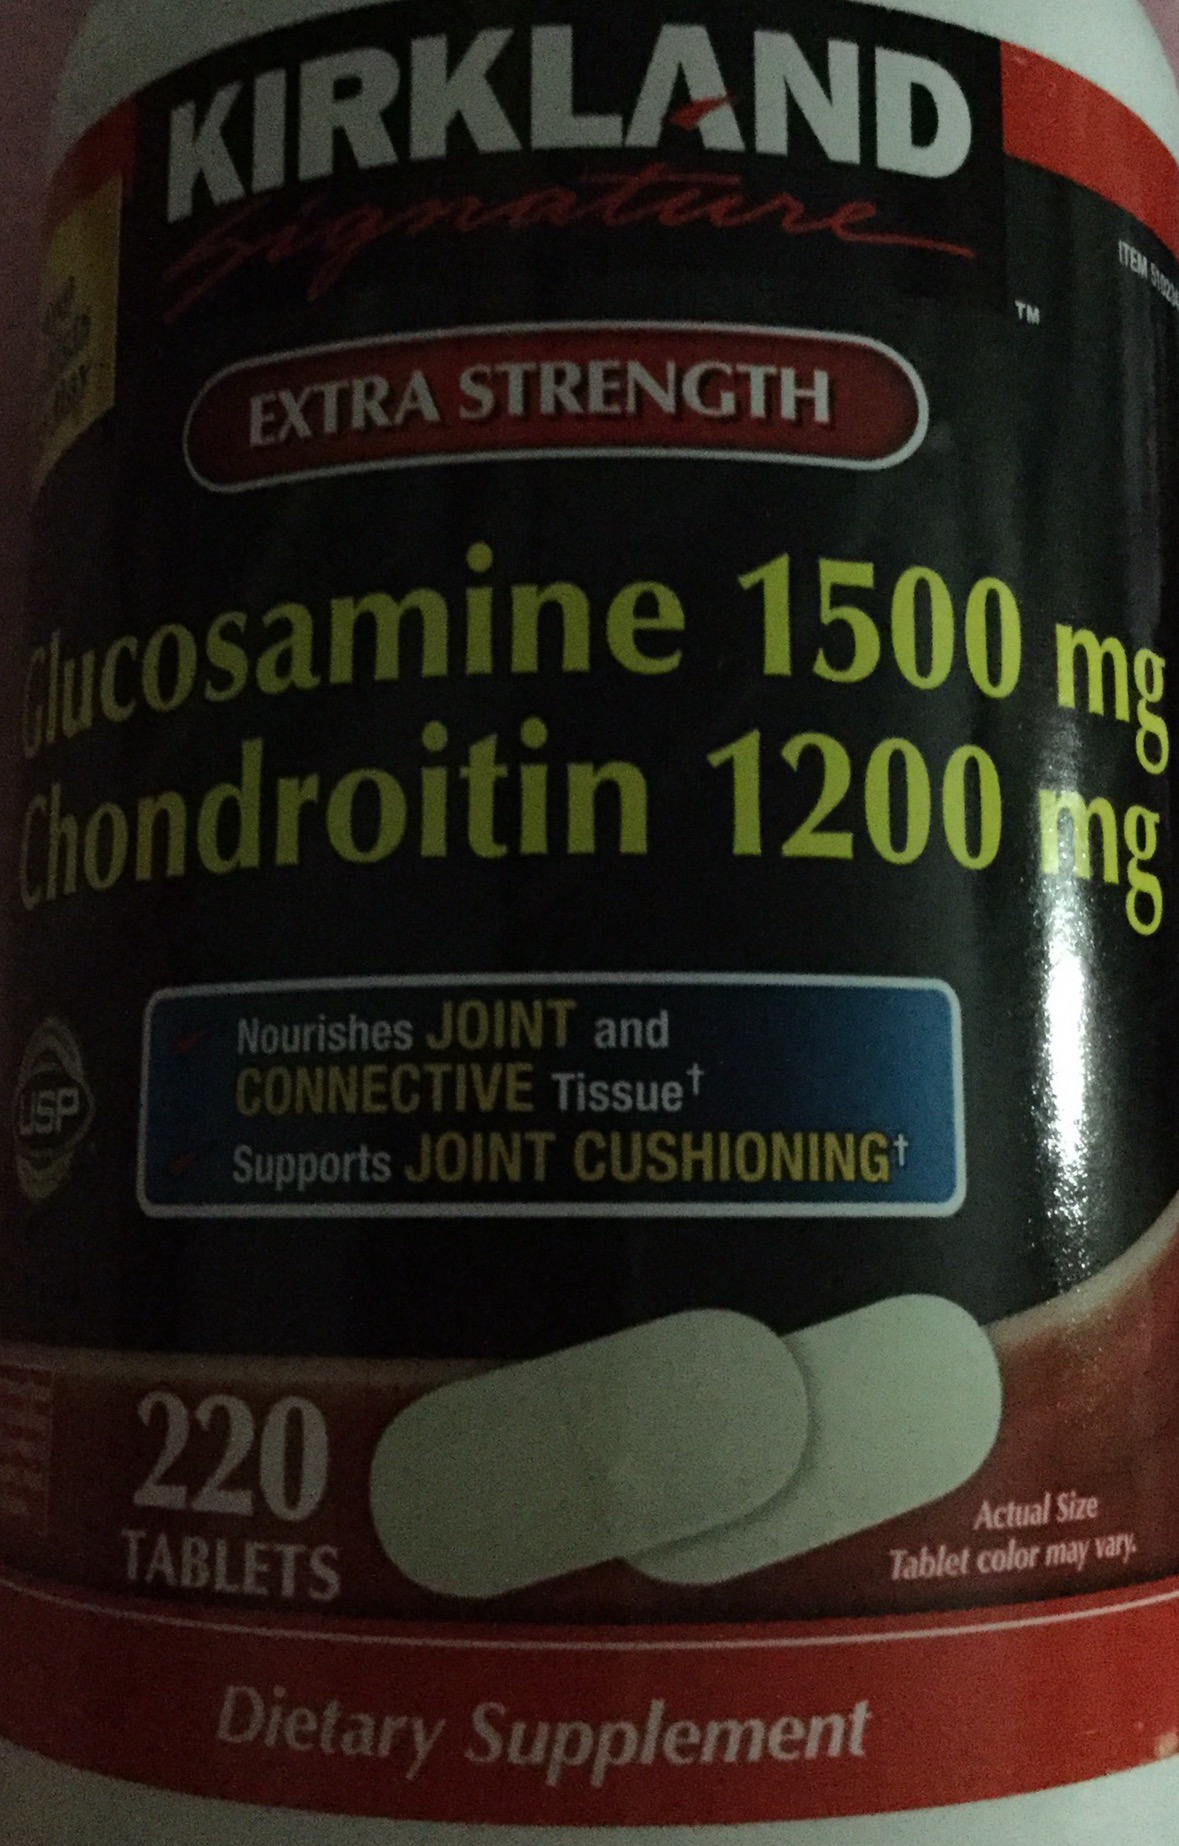 KIRKLAND
Signature
TM
ITEM
EXTRA STRENGTH
Glucosamine 1500 mg
Chondroitin 1200 mg
Nourishes JOINT and
CONNECTIVE Tissue†
Supports JOINT CUSHIONING†
USP
220
TABLETS
Actual Size
Tablet color may vary.
Dietary Supplement